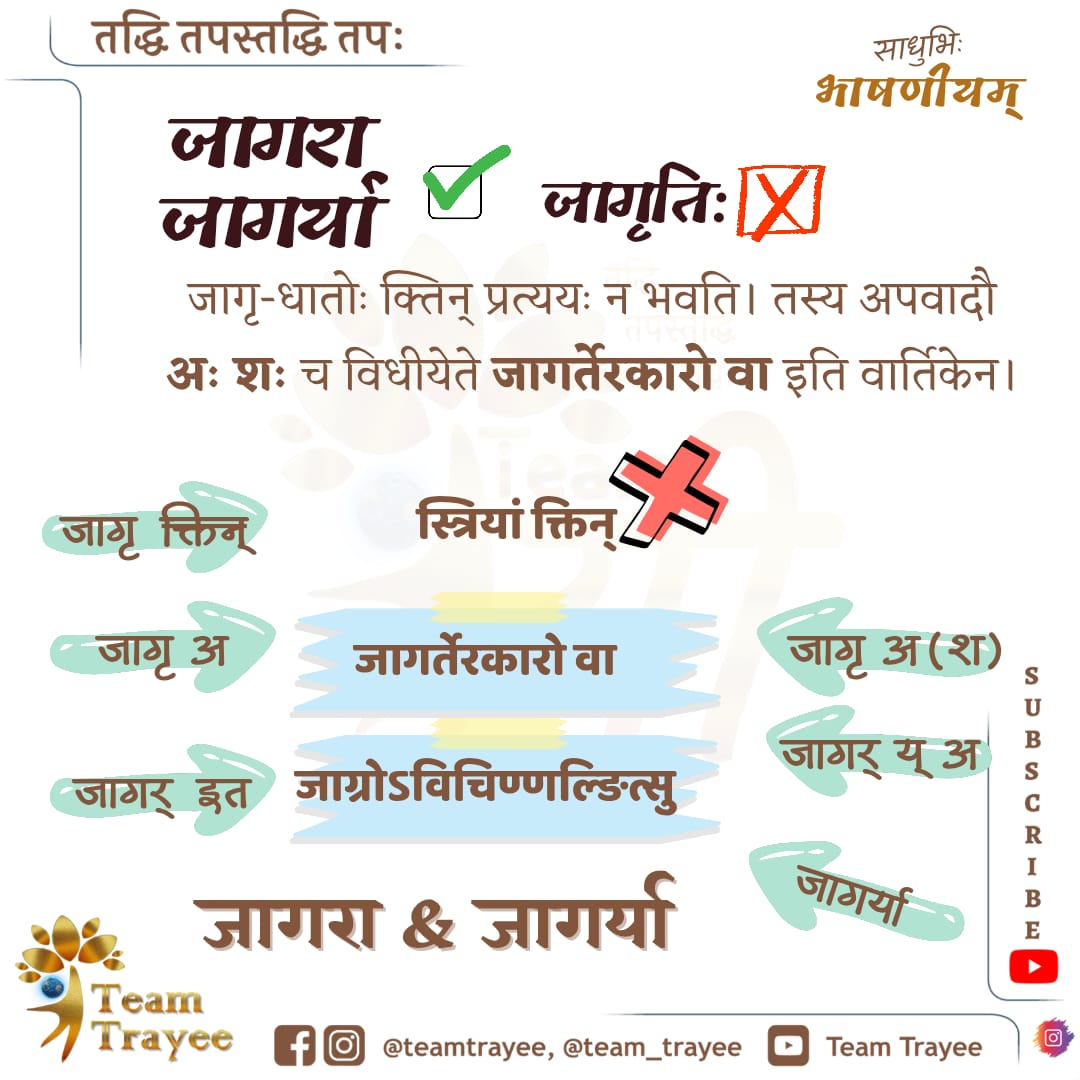 तद्धि तपस्तद्धि तपः
साधुभिः
भाषणीयम्
जागरा
जागर्या
जागृतिः
जागृ-धातोः क्तिन् प्रत्ययः न भवति। तस्य अपवादौ
अः शः च विधीयेते जागर्तेरकारो वा इति वार्तिकेन।
जागृ क्तिन्
स्त्रियां क्तिन्
जागृ अ
जागर्तेरकारो वा
जागृ अ (श)
जागर् य् अ
जागर् इत
जाग्रोऽविचिण्णल्ङित्सु
जागर्या
जागरा & जागर्या
SUBSCRIBE
Team
Trayee
@teamtrayee, @team_trayee
Team Trayee